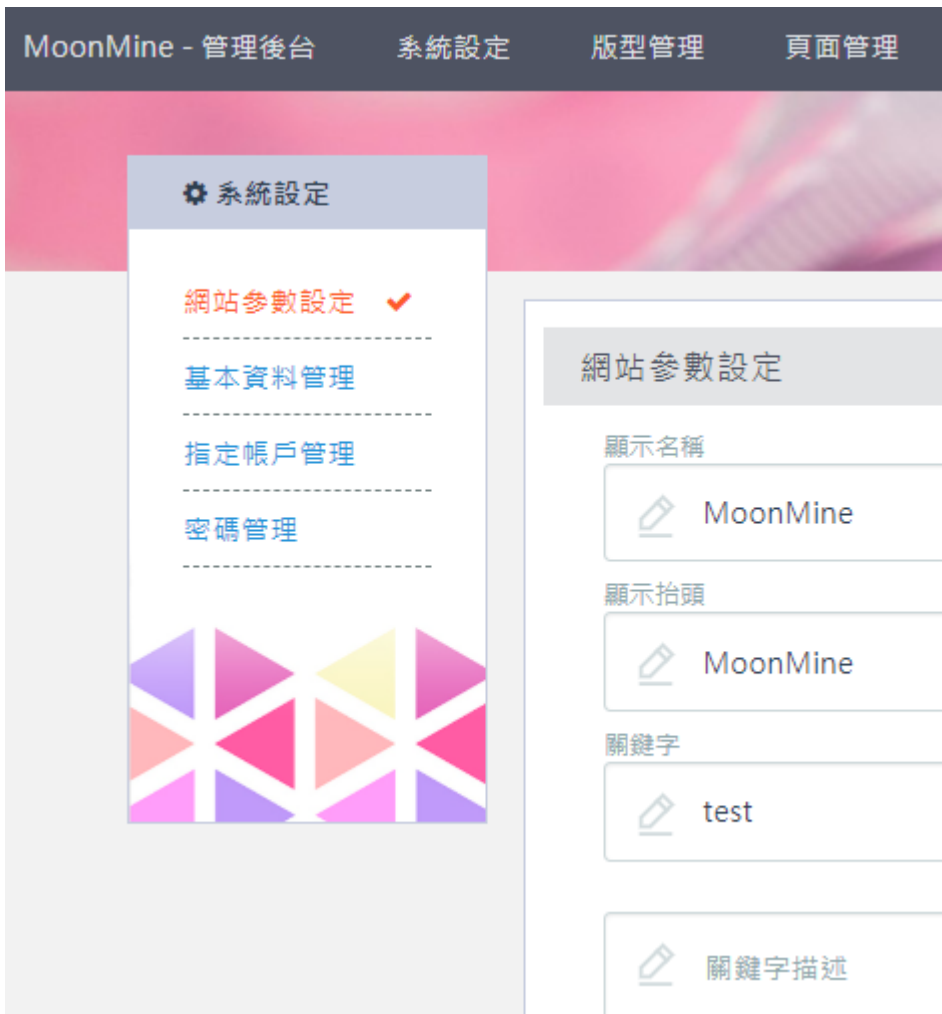 MoonMine - 管理後台 系統設定 版型管理 頁面管理
系統設定
網站參數設定
基本資料管理
指定帳戶管理
密碼管理
網站參數設定
顯示名稱
MoonMine
顯示抬頭
MoonMine
關鍵字
test
關鍵字描述